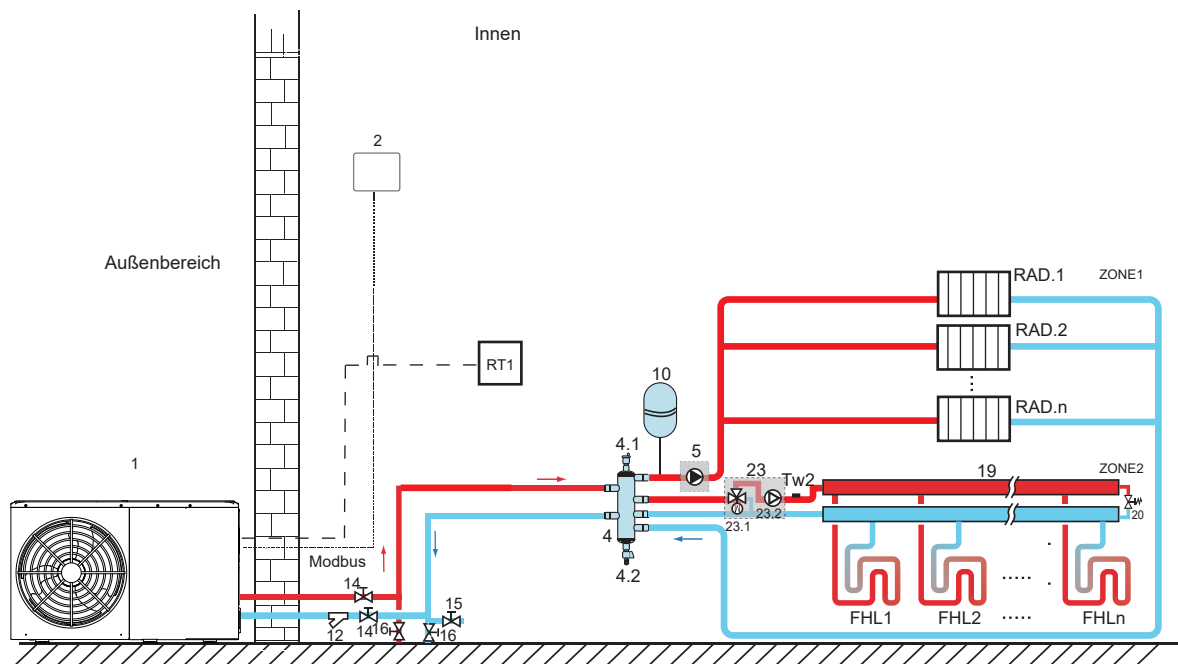 Innen
2
Außenbereich
RAD.1
ZONE1
RAD.2
RT1
10
RAD.n
4.1
5
1
23
Tw2
19
ZONE2
4
23.1
23.2
20
Modbus
4.2
14
15
12
14
16
16
FHL1
FHL2
.....
FHLn